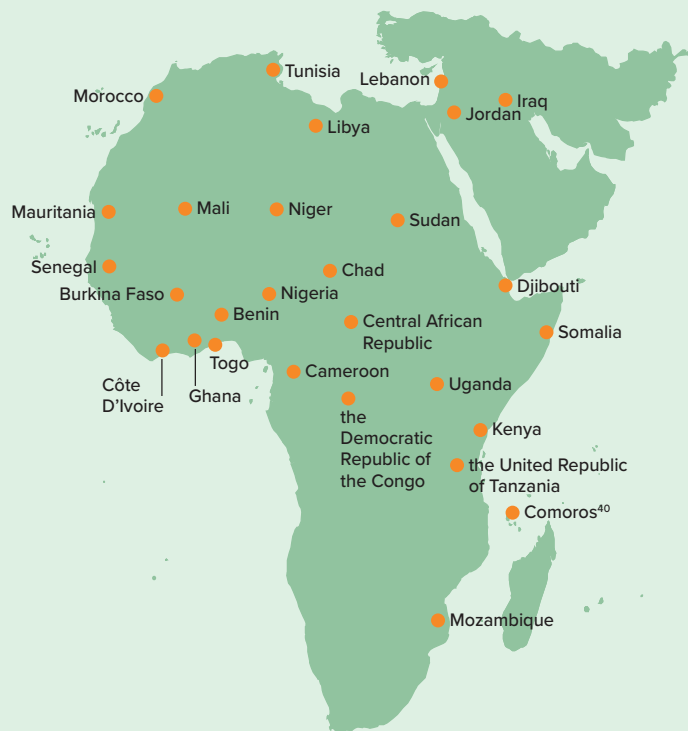 Tunisia
Lebanon
Morocco
Iraq
Jordan
Libya
Mauritania
Mali
Niger
Sudan
Senegal
Chad
Djibouti
Burkina Faso
Nigeria
Benin
Central African
Republic
Somalia
Togo
Cameroon
Côte
D’Ivoire
Ghana
Uganda
the
Democratic
Republic of
the Congo
Kenya
the United Republic
of Tanzania
Comoros⁴⁰
Mozambique